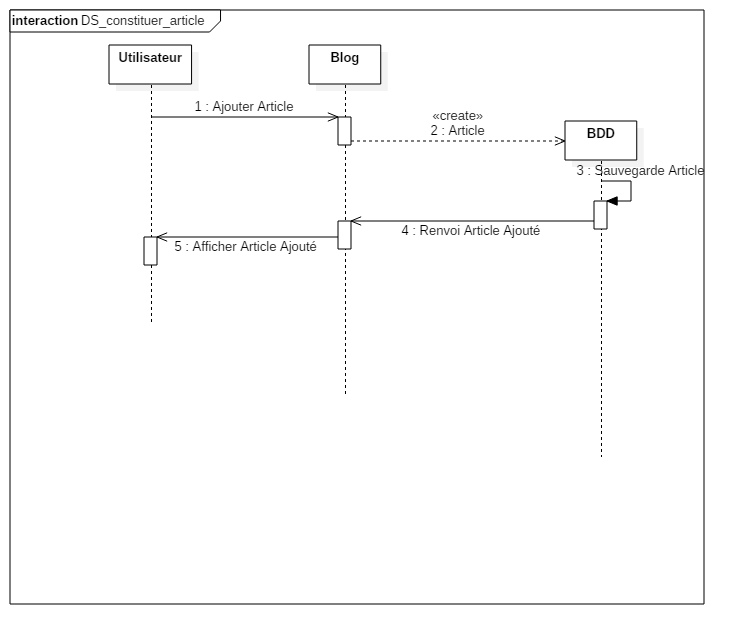 interaction DS_constituer_article
Utilisateur
Blog
1 : Ajouter Article
«create»
2 : Article
BDD
3 : Sauvegarde Article
4 : Renvoi Article Ajouté
5 : Afficher Article Ajouté